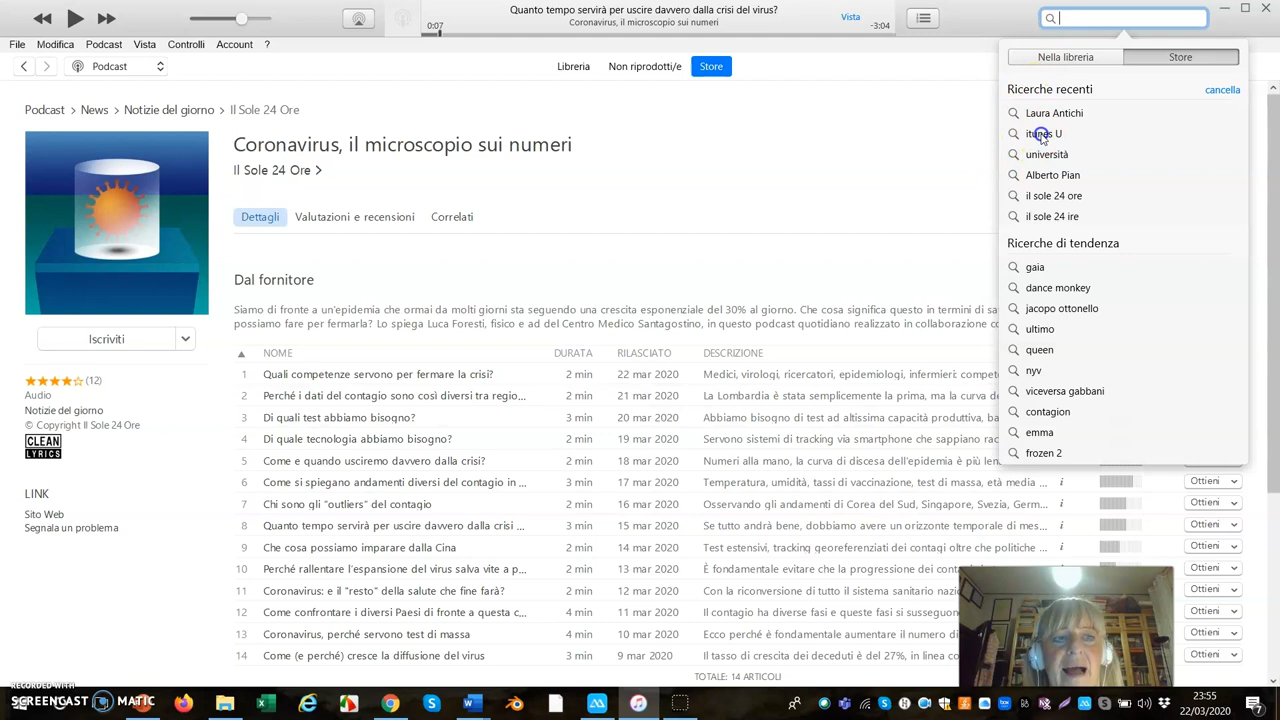 Quanto tempo servirà per uscire davvero dalla crisi del virus?
Coronavirus, il microscopio sui numeri
0:07
Vista
-3:04
File Modifica Podcast Vista Controlli Account ?
Podcast
Libreria Non riprodotti/e Store
Nella libreria Store
Ricerche recenti cancella
Laura Antichi
itunes U
università
Alberto Pian
il sole 24 ore
il sole 24 ire
Ricerche di tendenza
gaia
dance monkey
jacopo ottonello
ultimo
queen
nyv
viceversa gabbani
contagion
emma
frozen 2
Podcast News Notizie del giorno Il Sole 24 Ore
Coronavirus, il microscopio sui numeri
Il Sole 24 Ore >
Dettagli Valutazioni e recensioni Correlati
Iscriviti
(12)
Audio
Notizie del giorno
© Copyright Il Sole 24 Ore
CLEAN
LYRICS
LINK
Sito Web
Segnala un problema
Dal fornitore
Siamo di fronte a un'epidemia che ormai da molti giorni sta seguendo una crescita esponenziale del 30% al giorno. Che cosa significa questo in termini di
possiamo fare per fermarla? Lo spiega Luca Foresti, fisico e ad del Centro Medico Santagostino, in questo podcast quotidiano realizzato in collaborazione
NOME DURATA RILASCIATO DESCRIZIONE
1 Quali competenze servono per fermare la crisi? 2 min 22 mar 2020 Medici, virologi, ricercatori, epidemiologi, infermieri:
2 Perché i dati del contagio sono così diversi tra regio... 2 min 21 mar 2020 La Lombardia è stata semplicemente la prima, ma la curva
3 Di quali test abbiamo bisogno? 3 min 20 mar 2020 Abbiamo bisogno di test ad altissima capacità produttiva,
4 Di quale tecnologia abbiamo bisogno? 2 min 19 mar 2020 Servono sistemi di tracking via smartphone che sappiano
5 Come e quando usciremo davvero dalla crisi? 2 min 18 mar 2020 Numeri alla mano, la curva di discesa dell'epidemia è più
6 Come si spiegano andamenti diversi del contagio in ... 2 min 17 mar 2020 Temperatura, umidità, tassi di vaccinazione, test di massa, età media ... i Ottieni
7 Chi sono gli "outliers" del contagio 3 min 16 mar 2020 Osservando gli andamenti di Corea del Sud, Singapore, Svezia, Germ... i Ottieni
8 Quanto tempo servirà per uscire davvero dalla crisi ... 3 min 15 mar 2020 Se tutto andrà bene, dobbiamo avere un orizzonte temporale di mes... i Ottieni
9 Che cosa possiamo imparare dalla Cina 2 min 14 mar 2020 Test estensivi, tracking georeferenziati dei contagi oltre che politiche ... i Ottieni
10 Perché rallentare l'espansione del virus salva vite a p... 2 min 13 mar 2020 È fondamentale evitare che la progressione dei contagi Ottieni
11 Coronavirus: e il "resto" della salute che fine farà? 2 min 12 mar 2020 Con la riconversione di tutto il sistema sanitario Ottieni
12 Come confrontare i diversi Paesi di fronte a questa c... 4 min 11 mar 2020 Il contagio ha diverse fasi e queste fasi si Ottieni
13 Coronavirus, perché servono test di massa 4 min 10 mar 2020 Ecco perché è fondamentale aumentare il numero di Ottieni
14 Come (e perché) cresce la diffusione del virus 3 min 9 mar 2020 Il tasso di crescita dei deceduti è del 27%, in linea Ottieni
TOTALE: 14 ARTICOLI
RECORDED WITH
SCREENCAST MATIC
23:55
22/03/2020